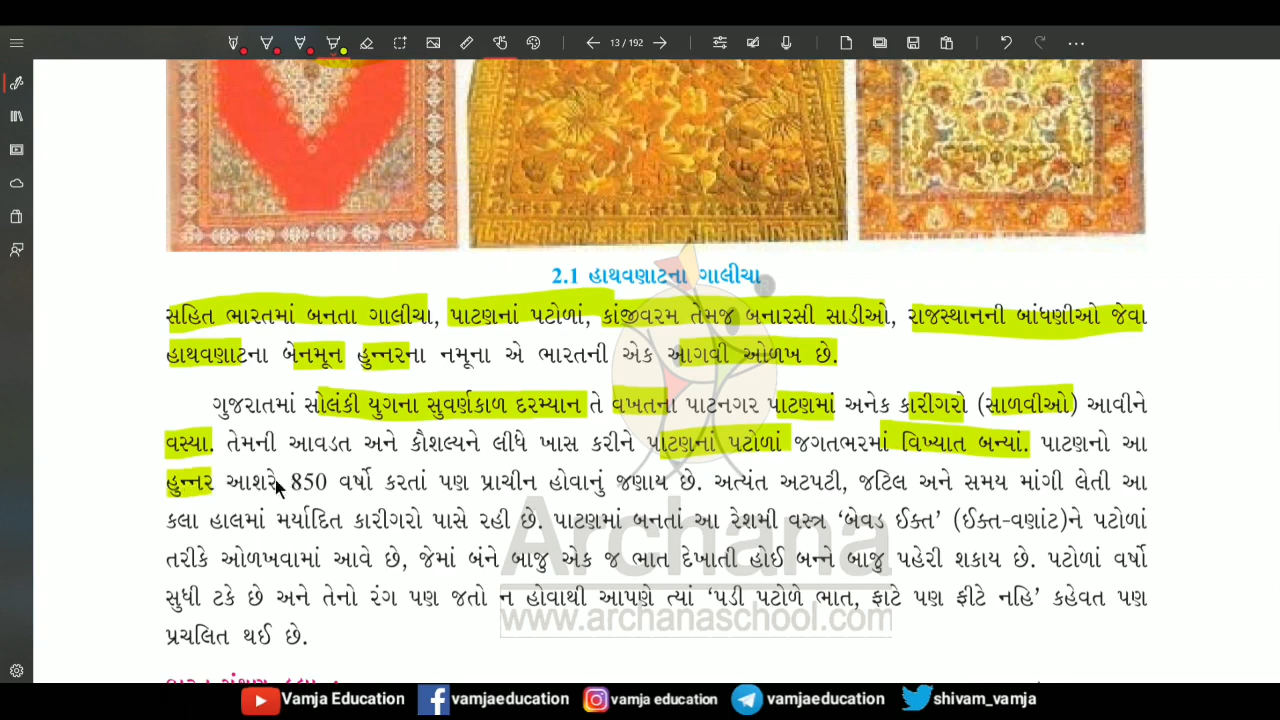 13 / 192
2.1 હાથવણાટના ગાલીચા
સહિત ભારતમાં બનતા ગાલીચા, પાટણનાં પટોળાં, કાંજીવરમ તેમજ બનારસી સાડીઓ, રાજસ્થાનની બાંધણીઓ જેવા
હાથવણાટના બેનમૂન હુન્નરના નમૂના એ ભારતની એક આગવી ઓળખ છે.
ગુજરાતમાં સોલંકી યુગના સુવર્ણકાળ દરમ્યાન તે વખતના પાટનગર પાટણમાં અનેક કારીગરો (સાળવીઓ) આવીને
વસ્યા. તેમની આવડત અને કૌશલ્યને લીધે ખાસ કરીને પાટણનાં પટોળાં જગતભરમાં વિખ્યાત બન્યાં. પાટણનો આ
હુન્નર આશરે 850 વર્ષો કરતાં પણ પ્રાચીન હોવાનું જણાય છે. અત્યંત અટપટી, જટિલ અને સમય માંગી લેતી આ
કલા હાલમાં મર્યાદિત કારીગરો પાસે રહી છે. પાટણમાં બનતાં આ રેશમી વસ્ત્ર ‘બેવડ ઈક્ત’ (ઈક્ત-વણાંટ)ને પટોળાં
તરીકે ઓળખવામાં આવે છે, જેમાં બંને બાજુ એક જ ભાત દેખાતી હોઈ બન્ને બાજુ પહેરી શકાય છે. પટોળાં વર્ષો
સુધી ટકે છે અને તેનો રંગ પણ જતો ન હોવાથી આપણે ત્યાં ‘પડી પટોળે ભાત, ફાટે પણ ફીટે નહિ’ કહેવત પણ
પ્રચલિત થઈ છે.
Archana
www.archanaschool.com
Vamja Education vamjaeducation vamja education vamjaeducation shivam_vamja